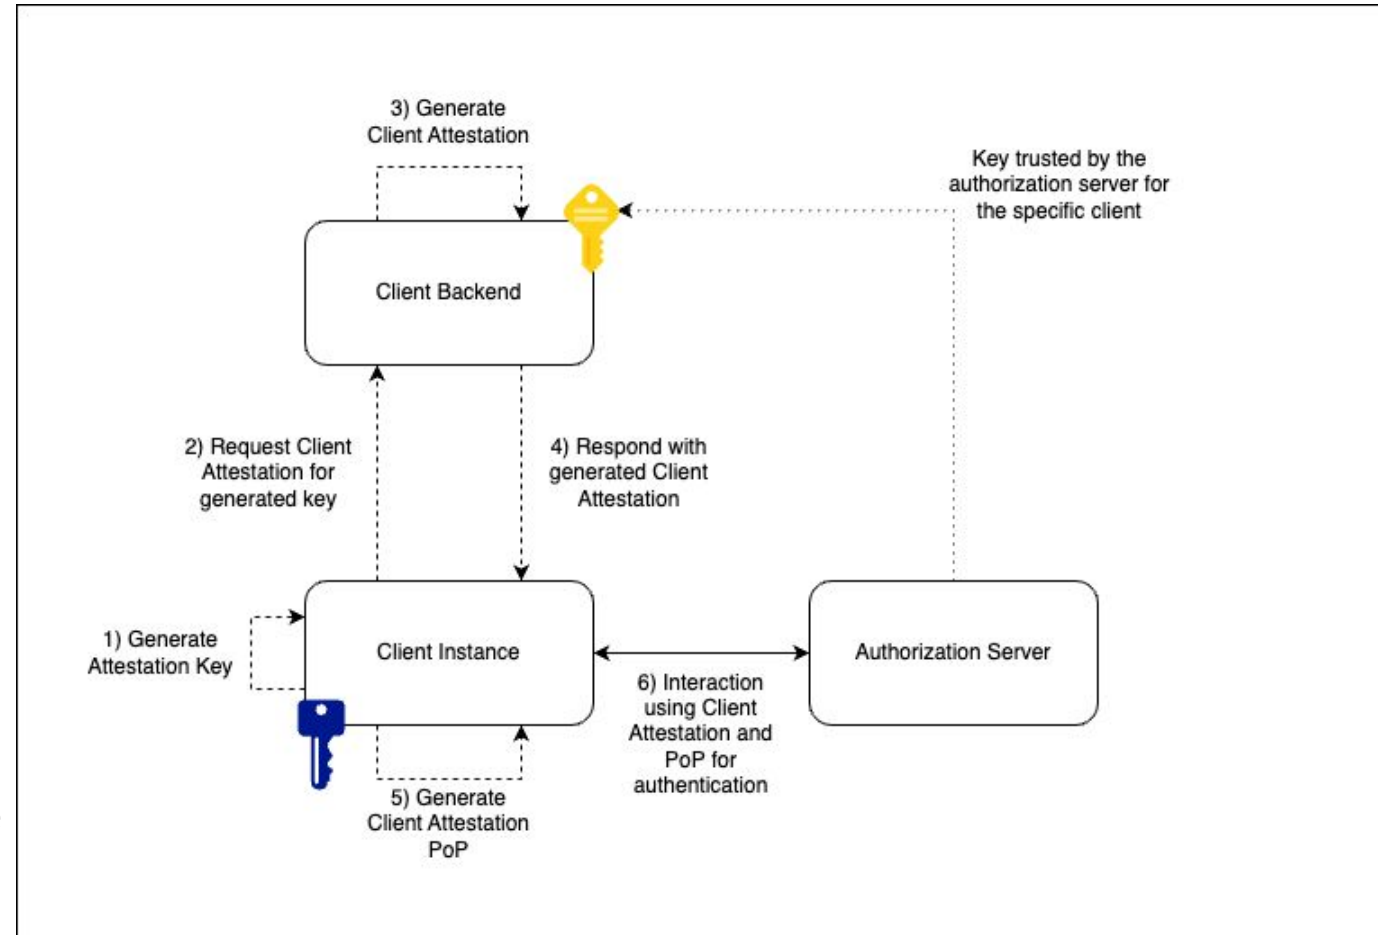 3) Generate
Client Attestation
Key trusted by the
authorization server for
the specific client
Client Backend
2) Request Client
Attestation for
generated key
4) Respond with
generated Client
Attestation
1) Generate
Attestation Key
Client Instance
Authorization Server
6) Interaction
using Client
Attestation and
PoP for
authentication
5) Generate
Client Attestation
PoP